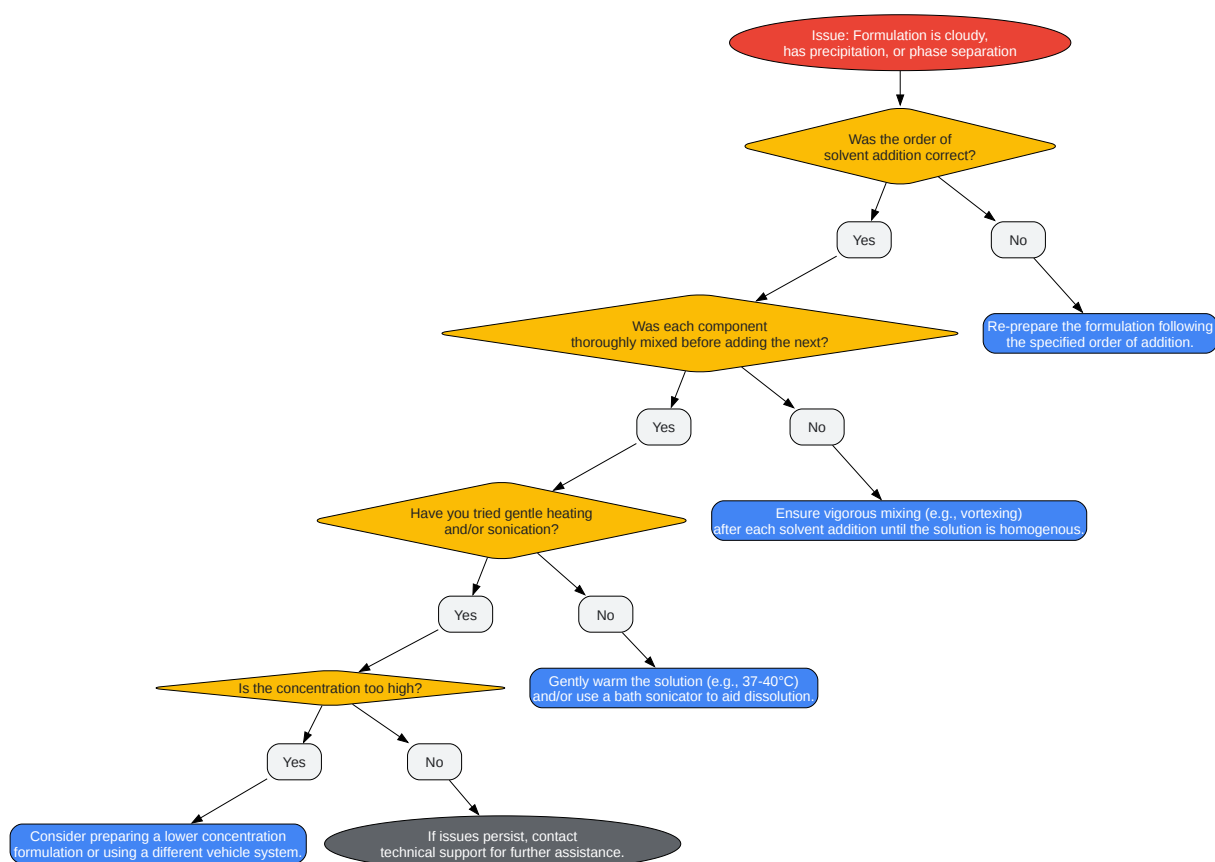 Issue: Formulation is cloudy,
has precipitation, or phase separation
Was the order of
solvent addition correct?
Yes
No
Was each component
thoroughly mixed before adding the next?
Re-prepare the formulation following
the specified order of addition.
Yes
No
Have you tried gentle heating
and/or sonication?
Ensure vigorous mixing (e.g., vortexing)
after each solvent addition until the solution is homogenous.
Yes
No
Is the concentration too high?
Gently warm the solution (e.g., 37-40°C)
and/or use a bath sonicator to aid dissolution.
Yes
No
Consider preparing a lower concentration
formulation or using a different vehicle system.
If issues persist, contact
technical support for further assistance.